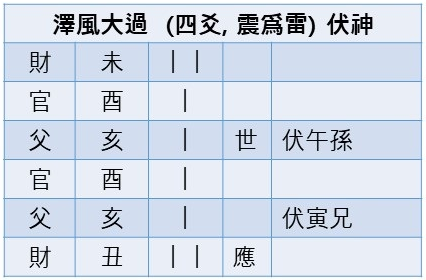 澤風大過 (四爻, 震爲雷) 伏神
財 未 ||
官 酉 |
父 亥 | 世 伏午孫
官 酉 |
父 亥 | 伏寅兄
財 丑 || 應